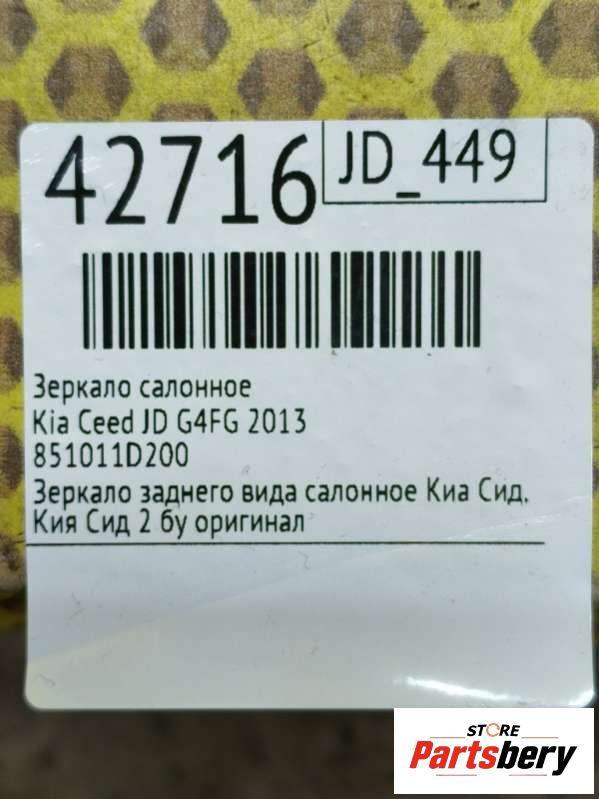 42716
JD_449
Зеркало салонное
Kia Ceed JD G4FG 2013
851011D200
Зеркало заднего вида салонное Киа Сид,
Кия Сид 2 бу оригинал
STORE
Partsbery